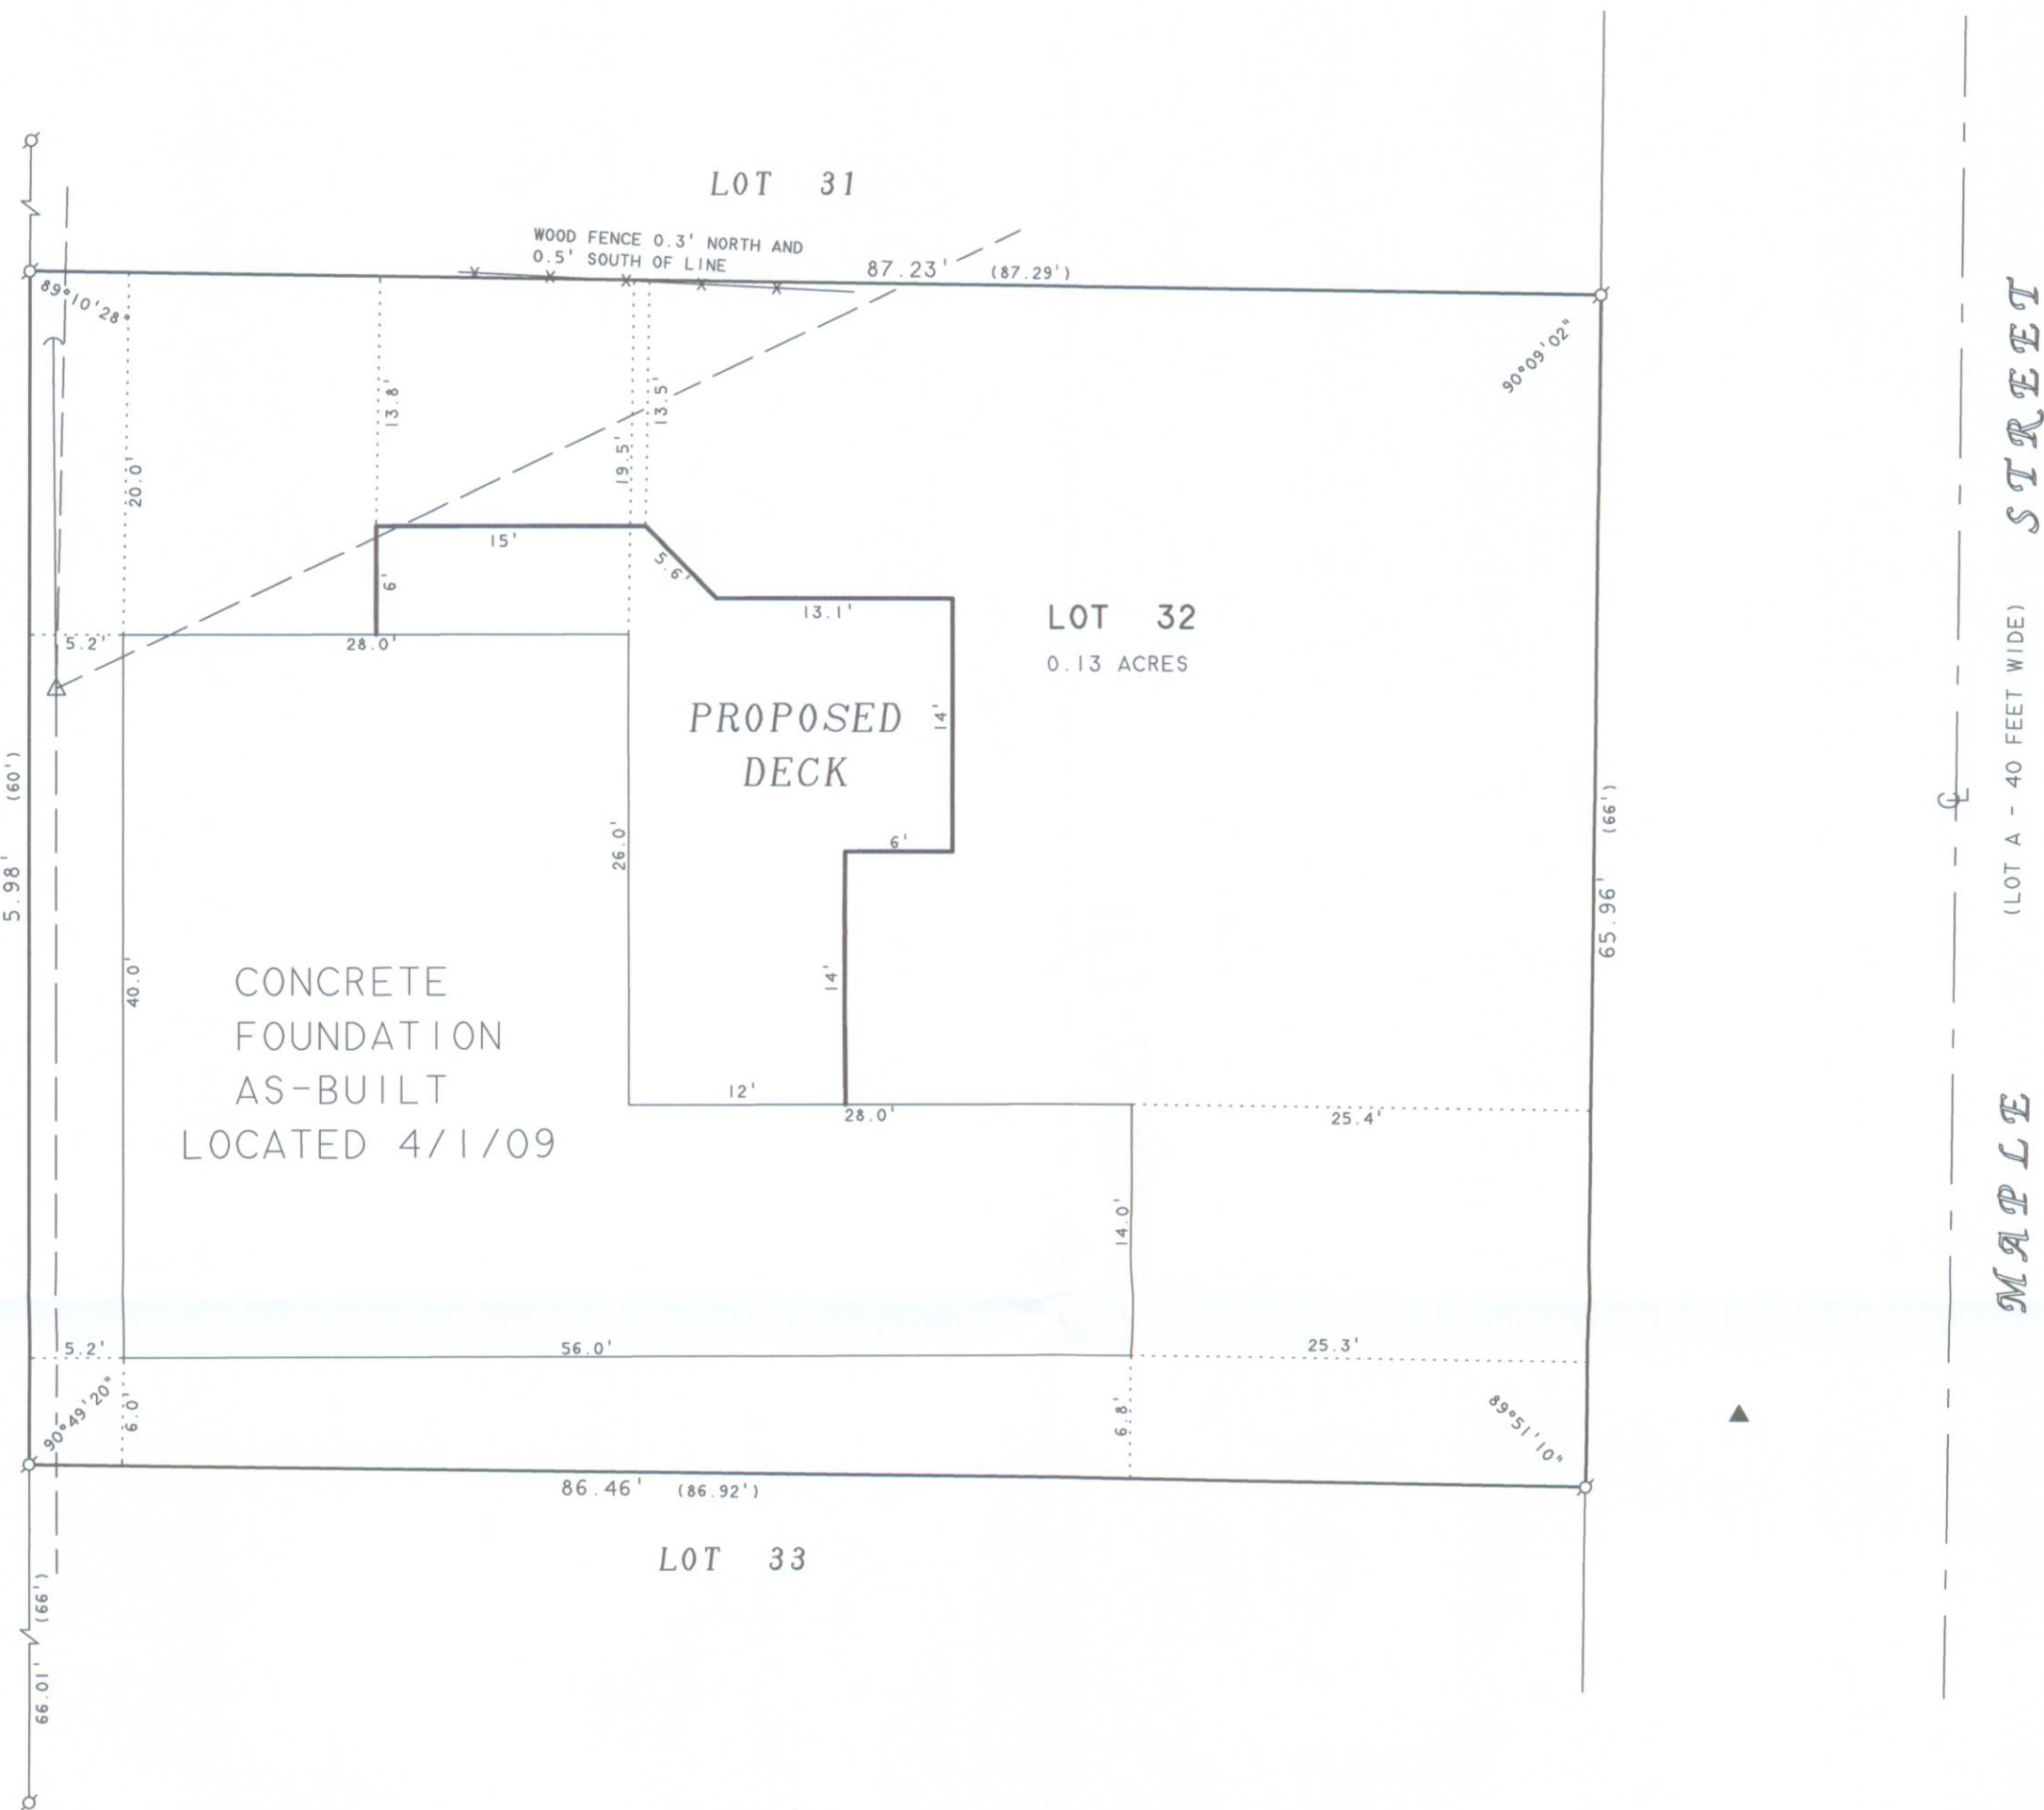 LOT 31
WOOD FENCE 0.3' NORTH AND
0.5' SOUTH OF LINE
87.23' (87.29')
89°10'28"
90°09'02"
13.8'
13.5'
20.0'
19.5'
15'
5.6'
6'
13.1'
5.2'
28.0'
LOT 32
0.13 ACRES
PROPOSED
DECK
14'
6'
26.0'
14'
5.98' (60')
65.96' (66')
40.0'
CONCRETE
FOUNDATION
AS-BUILT
LOCATED 4/1/09
12'
28.0'
25.4'
14.0'
5.2'
56.0'
25.3'
90°49'20"
6.0'
6.8'
89°51'10"
86.46' (86.92')
LOT 33
66.01' (66')
MAPLE STREET
(LOT A - 40 FEET WIDE)
CL